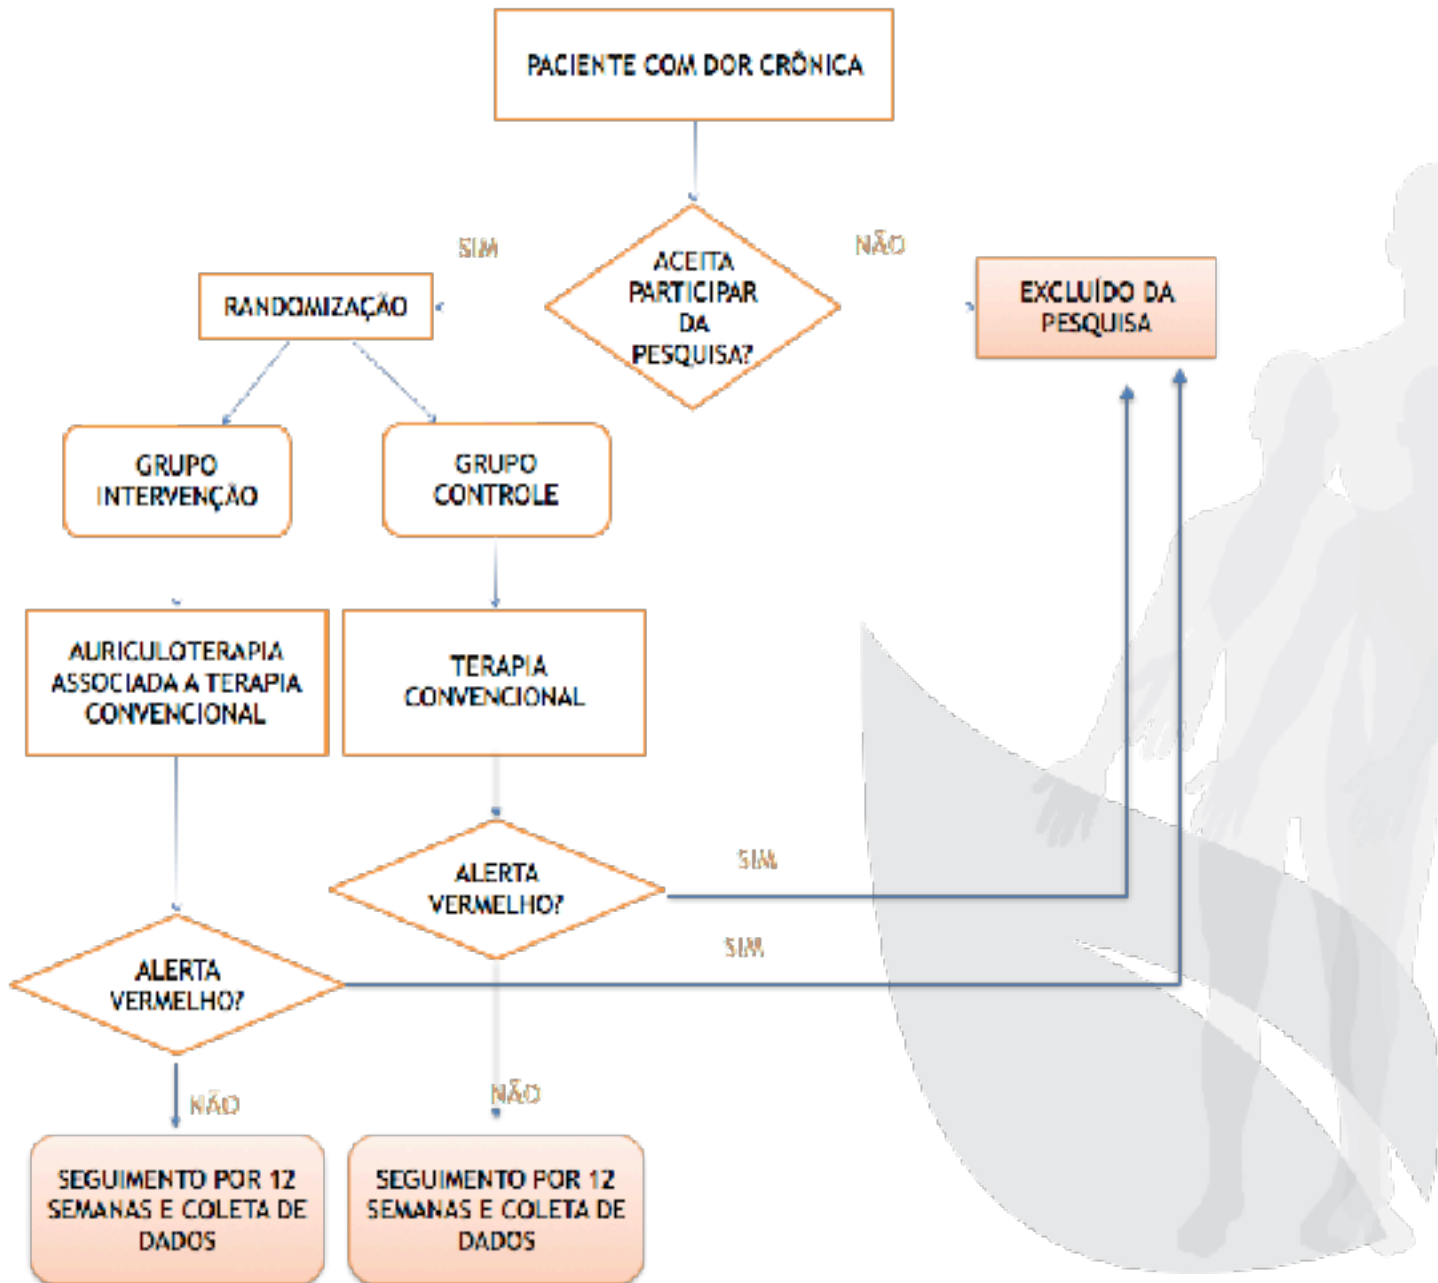 PACIENTE COM DOR CRÔNICA
SIM
NÃO
ACEITA
PARTICIPAR
DA
PESQUISA?
RANDOMIZAÇÃO
EXCLUÍDO DA
PESQUISA
GRUPO
INTERVENÇÃO
GRUPO
CONTROLE
AURICULOTERAPIA
ASSOCIADA A TERAPIA
CONVENCIONAL
TERAPIA
CONVENCIONAL
SIM
ALERTA
VERMELHO?
SIM
ALERTA
VERMELHO?
NÃO
NÃO
SEGUIMENTO POR 12
SEMANAS E COLETA DE
DADOS
SEGUIMENTO POR 12
SEMANAS E COLETA DE
DADOS